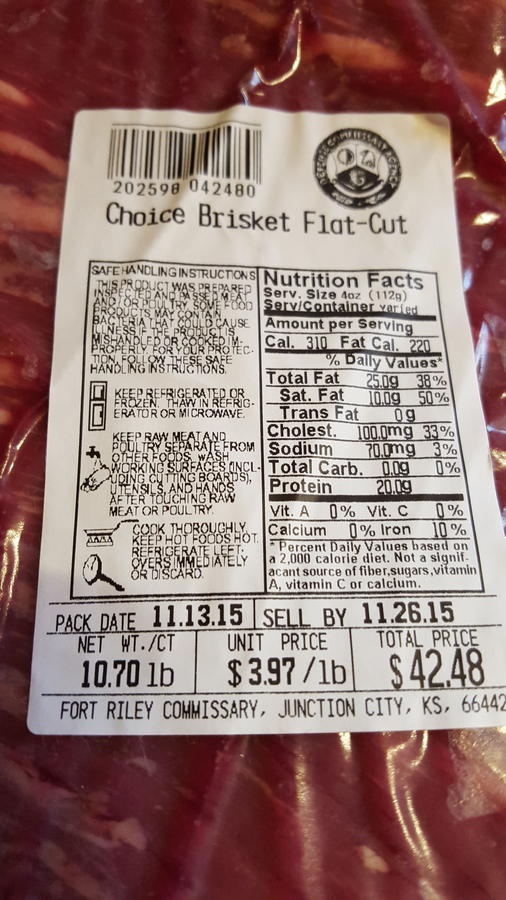 202598 042480
DEFENSE COMMISSARY AGENCY
Choice Brisket Flat-Cut
SAFE HANDLING INSTRUCTIONS
THIS PRODUCT WAS PREPARED
INSPECTED AND PASSED MEAT
AND/OR POULTRY. SOME FOOD
PRODUCTS MAY CONTAIN
BACTERIA THAT COULD CAUSE
ILLNESS IF THE PRODUCT IS
MISHANDLED OR COOKED IM-
PROPERLY. FOR YOUR PROTEC-
TION, FOLLOW THESE SAFE
HANDLING INSTRUCTIONS.
KEEP REFRIGERATED OR
FROZEN. THAW IN REFRIG-
ERATOR OR MICROWAVE.
KEEP RAW MEAT AND
POULTRY SEPARATE FROM
OTHER FOODS. WASH
WORKING SURFACES (INCL-
UDING CUTTING BOARDS),
UTENSILS, AND HANDS
AFTER TOUCHING RAW
MEAT OR POULTRY.
COOK THOROUGHLY.
KEEP HOT FOODS HOT.
REFRIGERATE LEFT-
OVERS IMMEDIATELY
OR DISCARD.
Nutrition Facts
Serv. Size 4oz (112g)
Serv/Container varied
Amount per Serving
Cal. 310 Fat Cal. 220
% Daily Values*
Total Fat 25.0g 38%
Sat. Fat 10.0g 50%
Trans Fat 0g
Cholest. 100.0mg 33%
Sodium 70.0mg 3%
Total Carb. 0.0g 0%
Protein 20.0g
Vit. A 0% Vit. C 0%
Calcium 0% Iron 10%
* Percent Daily Values based on
a 2,000 calorie diet. Not a signif-
acant source of fiber,sugars,vitamin
A, vitamin C or calcium.
PACK DATE 11.13.15 SELL BY 11.26.15
NET WT./CT UNIT PRICE TOTAL PRICE
10.70 lb $3.97/lb $42.48
FORT RILEY COMMISSARY, JUNCTION CITY, KS, 66442